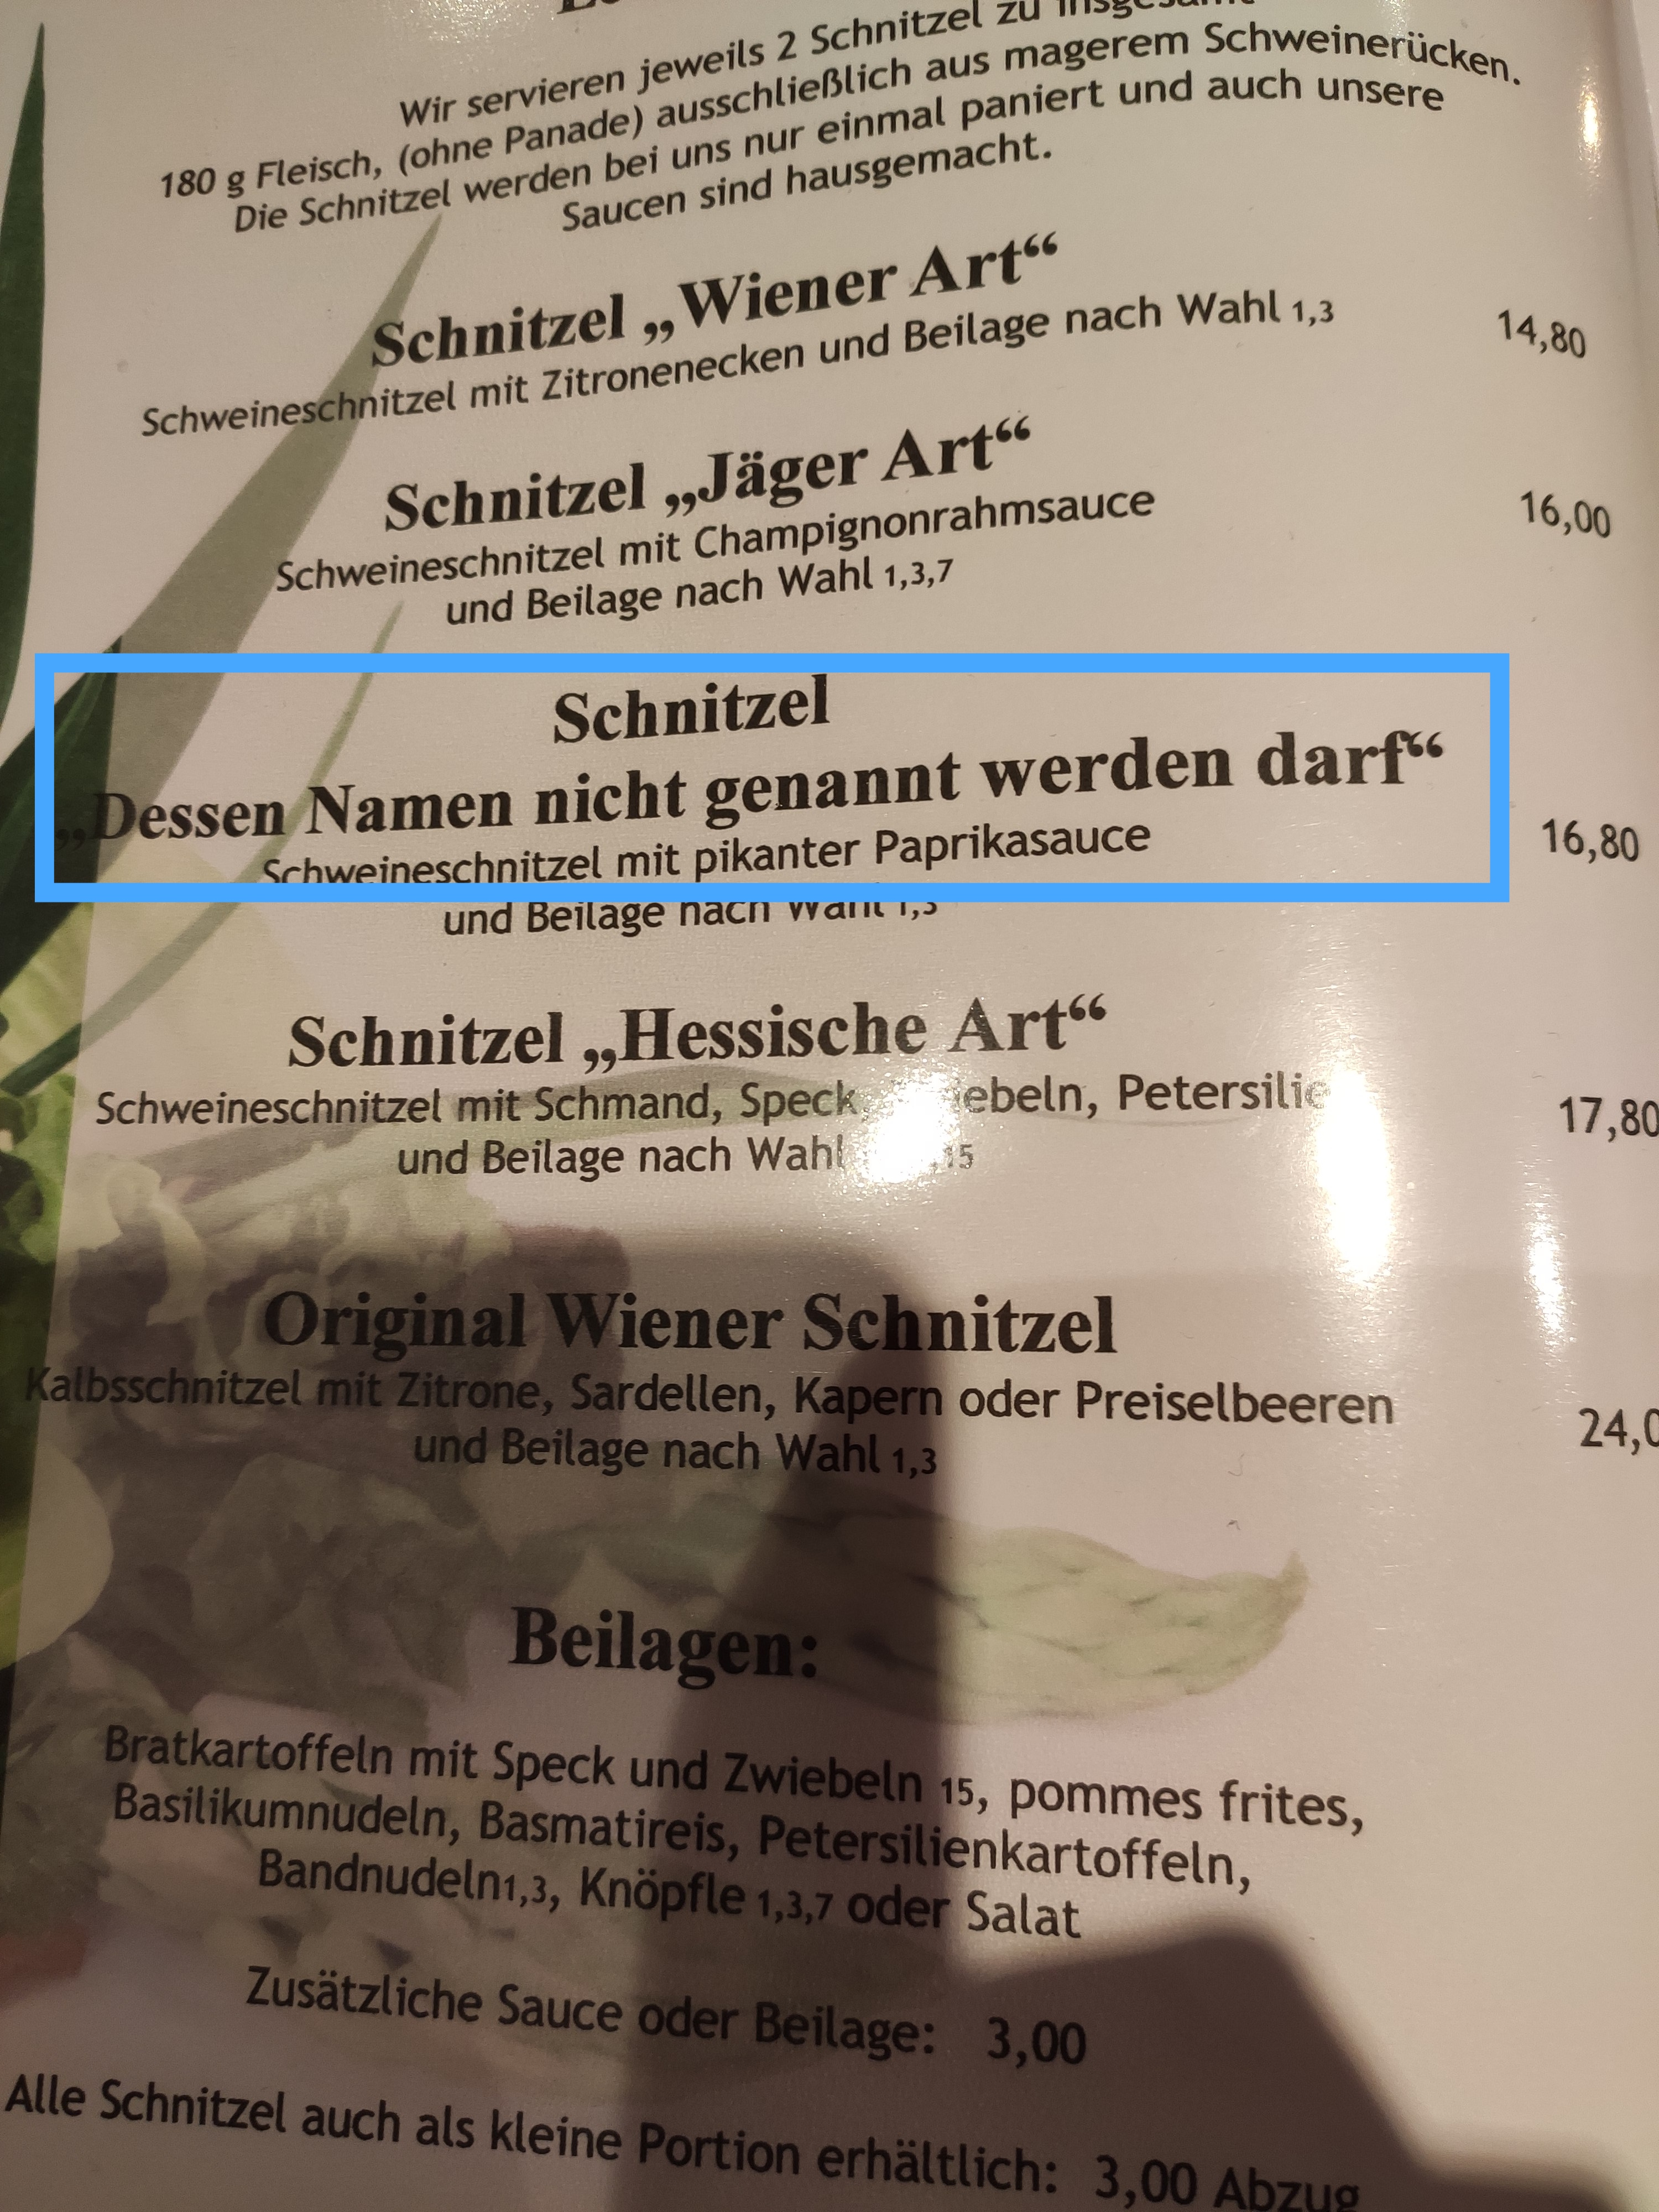 Wir servieren jeweils 2 Schnitzel zu insgesamt
180 g Fleisch, (ohne Panade) ausschließlich aus magerem Schweinerücken.
Die Schnitzel werden bei uns nur einmal paniert und auch unsere
Saucen sind hausgemacht.
Schnitzel „Wiener Art“
Schweineschnitzel mit Zitronenecken und Beilage nach Wahl 1,3
14,80
Schnitzel „Jäger Art“
Schweineschnitzel mit Champignonrahmsauce
16,00
und Beilage nach Wahl 1,3,7
Schnitzel
„Dessen Namen nicht genannt werden darf“
Schweineschnitzel mit pikanter Paprikasauce
16,80
und Beilage nach Wahl 1,3
Schnitzel „Hessische Art“
Schweineschnitzel mit Schmand, Speck, Petersilie
17,80
und Beilage nach Wahl
Original Wiener Schnitzel
Kalbsschnitzel mit Zitrone, Sardellen, Kapern oder Preiselbeeren
24,0
und Beilage nach Wahl 1,3
Beilagen:
Bratkartoffeln mit Speck und Zwiebeln 15, pommes frites,
Basilikumnudeln, Basmatireis, Petersilienkartoffeln,
Bandnudeln1,3, Knöpfle 1,3,7 oder Salat
Zusätzliche Sauce oder Beilage: 3,00
Alle Schnitzel auch als kleine Portion erhältlich: 3,00 Abzug